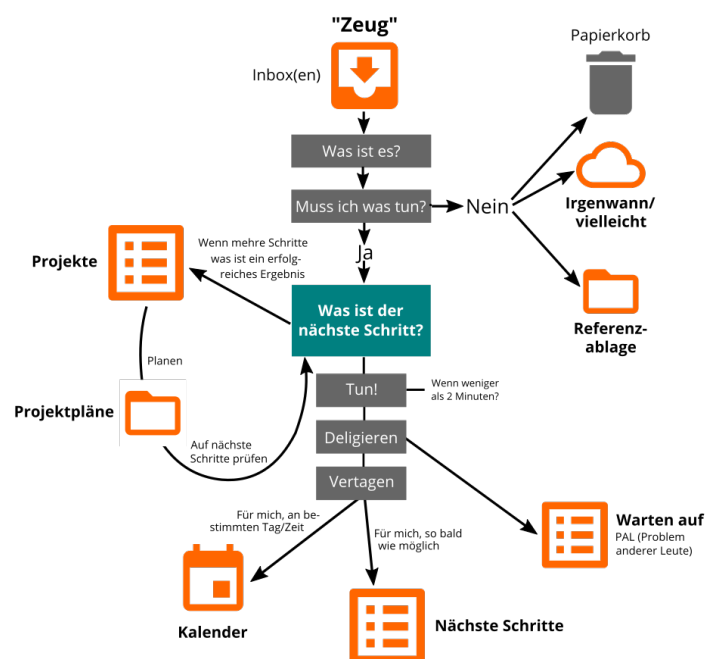 "Zeug"
Inbox(en)
Papierkorb
Was ist es?
Muss ich was tun?
Nein
Irgenwann/
vielleicht
Ja
Referenz-
ablage
Projekte
Wenn mehre Schritte
was ist ein erfolg-
reiches Ergebnis
Was ist der
nächste Schritt?
Planen
Projektpläne
Auf nächste
Schritte prüfen
Tun!
Wenn weniger
als 2 Minuten?
Deligieren
Vertagen
Für mich, an be-
stimmten Tag/Zeit
Für mich, so bald
wie möglich
Warten auf
PAL (Problem
anderer Leute)
Kalender
Nächste Schritte